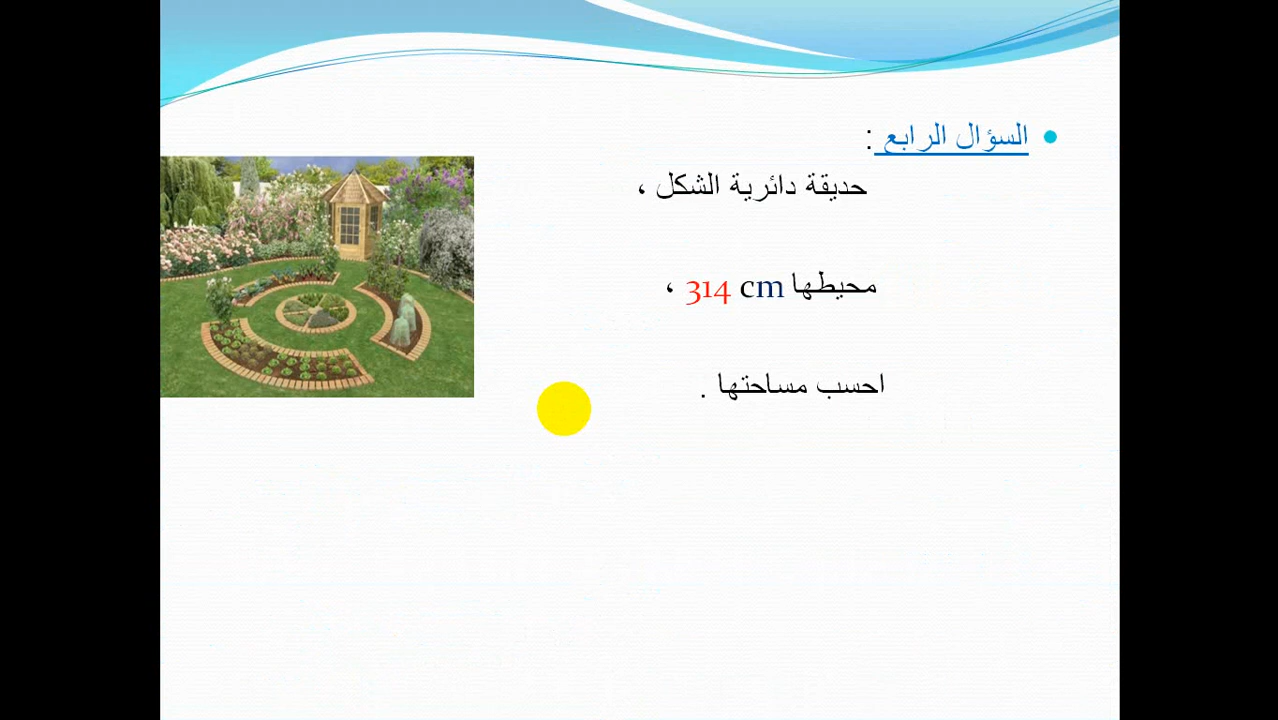 السؤال الرابع :
حديقة دائرية الشكل ،
محيطها 314 cm ،
احسب مساحتها .